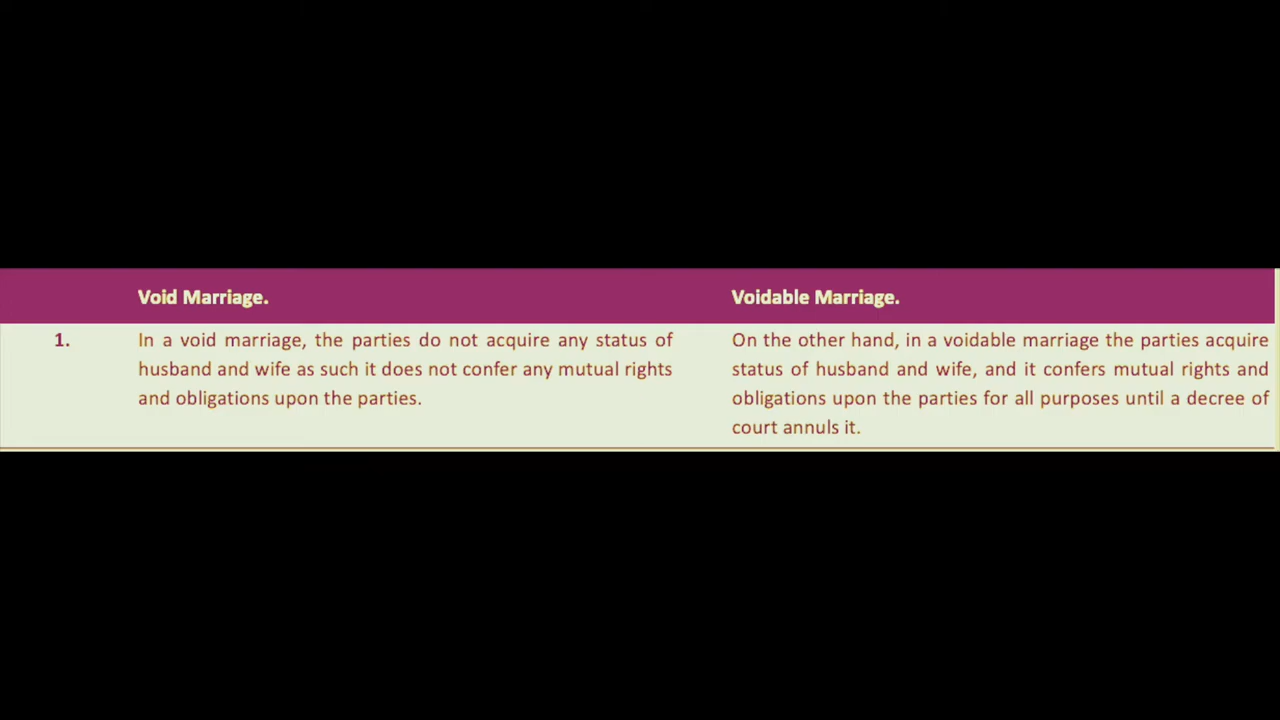 Void Marriage. Voidable Marriage.
1. In a void marriage, the parties do not acquire any status of
husband and wife as such it does not confer any mutual rights
and obligations upon the parties.
On the other hand, in a voidable marriage the parties acquire
status of husband and wife, and it confers mutual rights and
obligations upon the parties for all purposes until a decree of
court annuls it.